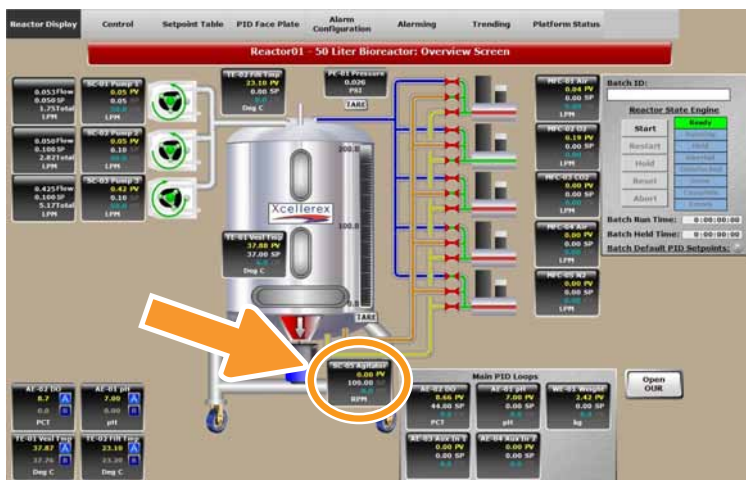 Reactor Display
Control
Setpoint Table
PID Face Plate
Alarm
Configuration
Alarming
Trending
Platform Status
Reactor01 - 50 Liter Bioreactor: Overview Screen
0.053Flow
0.050SP
1.75Total
LPM
SC-01 Pump 1
0.05 PV
0.05
LPM
TE-02 Filt Tmp
23.10 PV
0.00 SP
Deg C
PE-01 Pressure
0.026
PSI
TARE
0.050Flow
0.100SP
2.82Total
LPM
SC-02 Pump 2
0.05 PV
0.10
LPM
0.425Flow
0.100SP
5.17Total
LPM
SC-03 Pump 3
0.42 PV
0.10
LPM
200.0
100.0
0.0
TARE
Xcellerex
TE-01 Vesl Tmp
37.88 PV
37.00 SP
Deg C
MFC-01 Air
0.04 PV
0.00 SP
LPM
MFC-02 O2
0.19 PV
0.00 SP
LPM
MFC-03 CO2
0.00 PV
0.00 SP
LPM
MFC-04 Air
0.00 PV
0.00 SP
LPM
MFC-05 N2
0.00 PV
0.00 SP
LPM
Batch ID:
Reactor State Engine
Start
Ready
Restart
Hold
Reset
Abort
Batch Run Time: 0:00:00:00
Batch Held Time: 0:00:00:00
Batch Default PID Setpoints:
SC-05 Agitator
0.00 PV
100.00
RPM
AE-02 DO
8.7 A
PCT
AE-01 pH
7.00 A
pH
TC-01 Vesl Tmp
37.87 A
Deg C
TC-02 Filt Tmp
23.10 A
Deg C
Main PID Loops
AE-02 DO
8.66 PV
44.00 SP
PCT
AE-01 pH
7.00 PV
0.00 SP
pH
WE-01 Weight
2.42 PV
0.00 SP
kg
AE-03 Aux In 1
0.00 PV
0.00 SP
AE-04 Aux In 2
0.00 PV
0.00 SP
Open
OUR